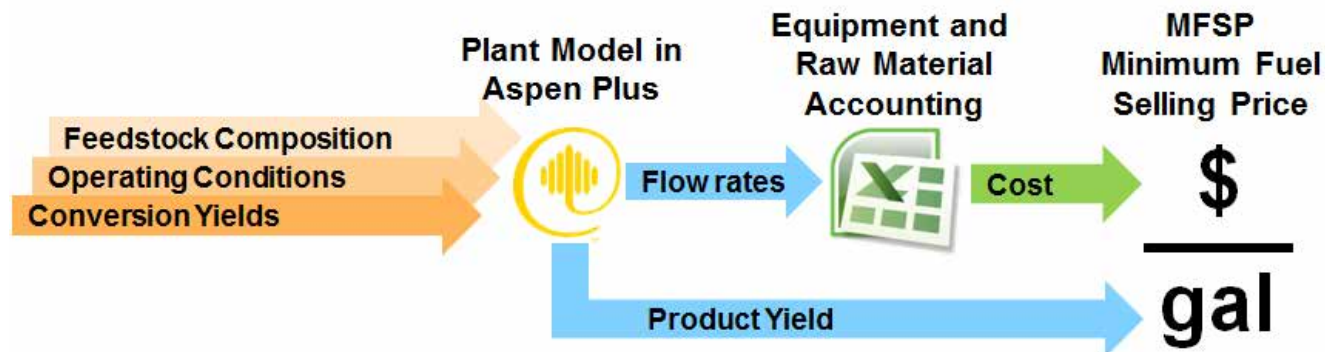 Plant Model in
Aspen Plus
Equipment and
Raw Material
Accounting
MFSP
Minimum Fuel
Selling Price
Feedstock Composition
Operating Conditions
Conversion Yields
Flow rates
X
Cost
$
gal
Product Yield